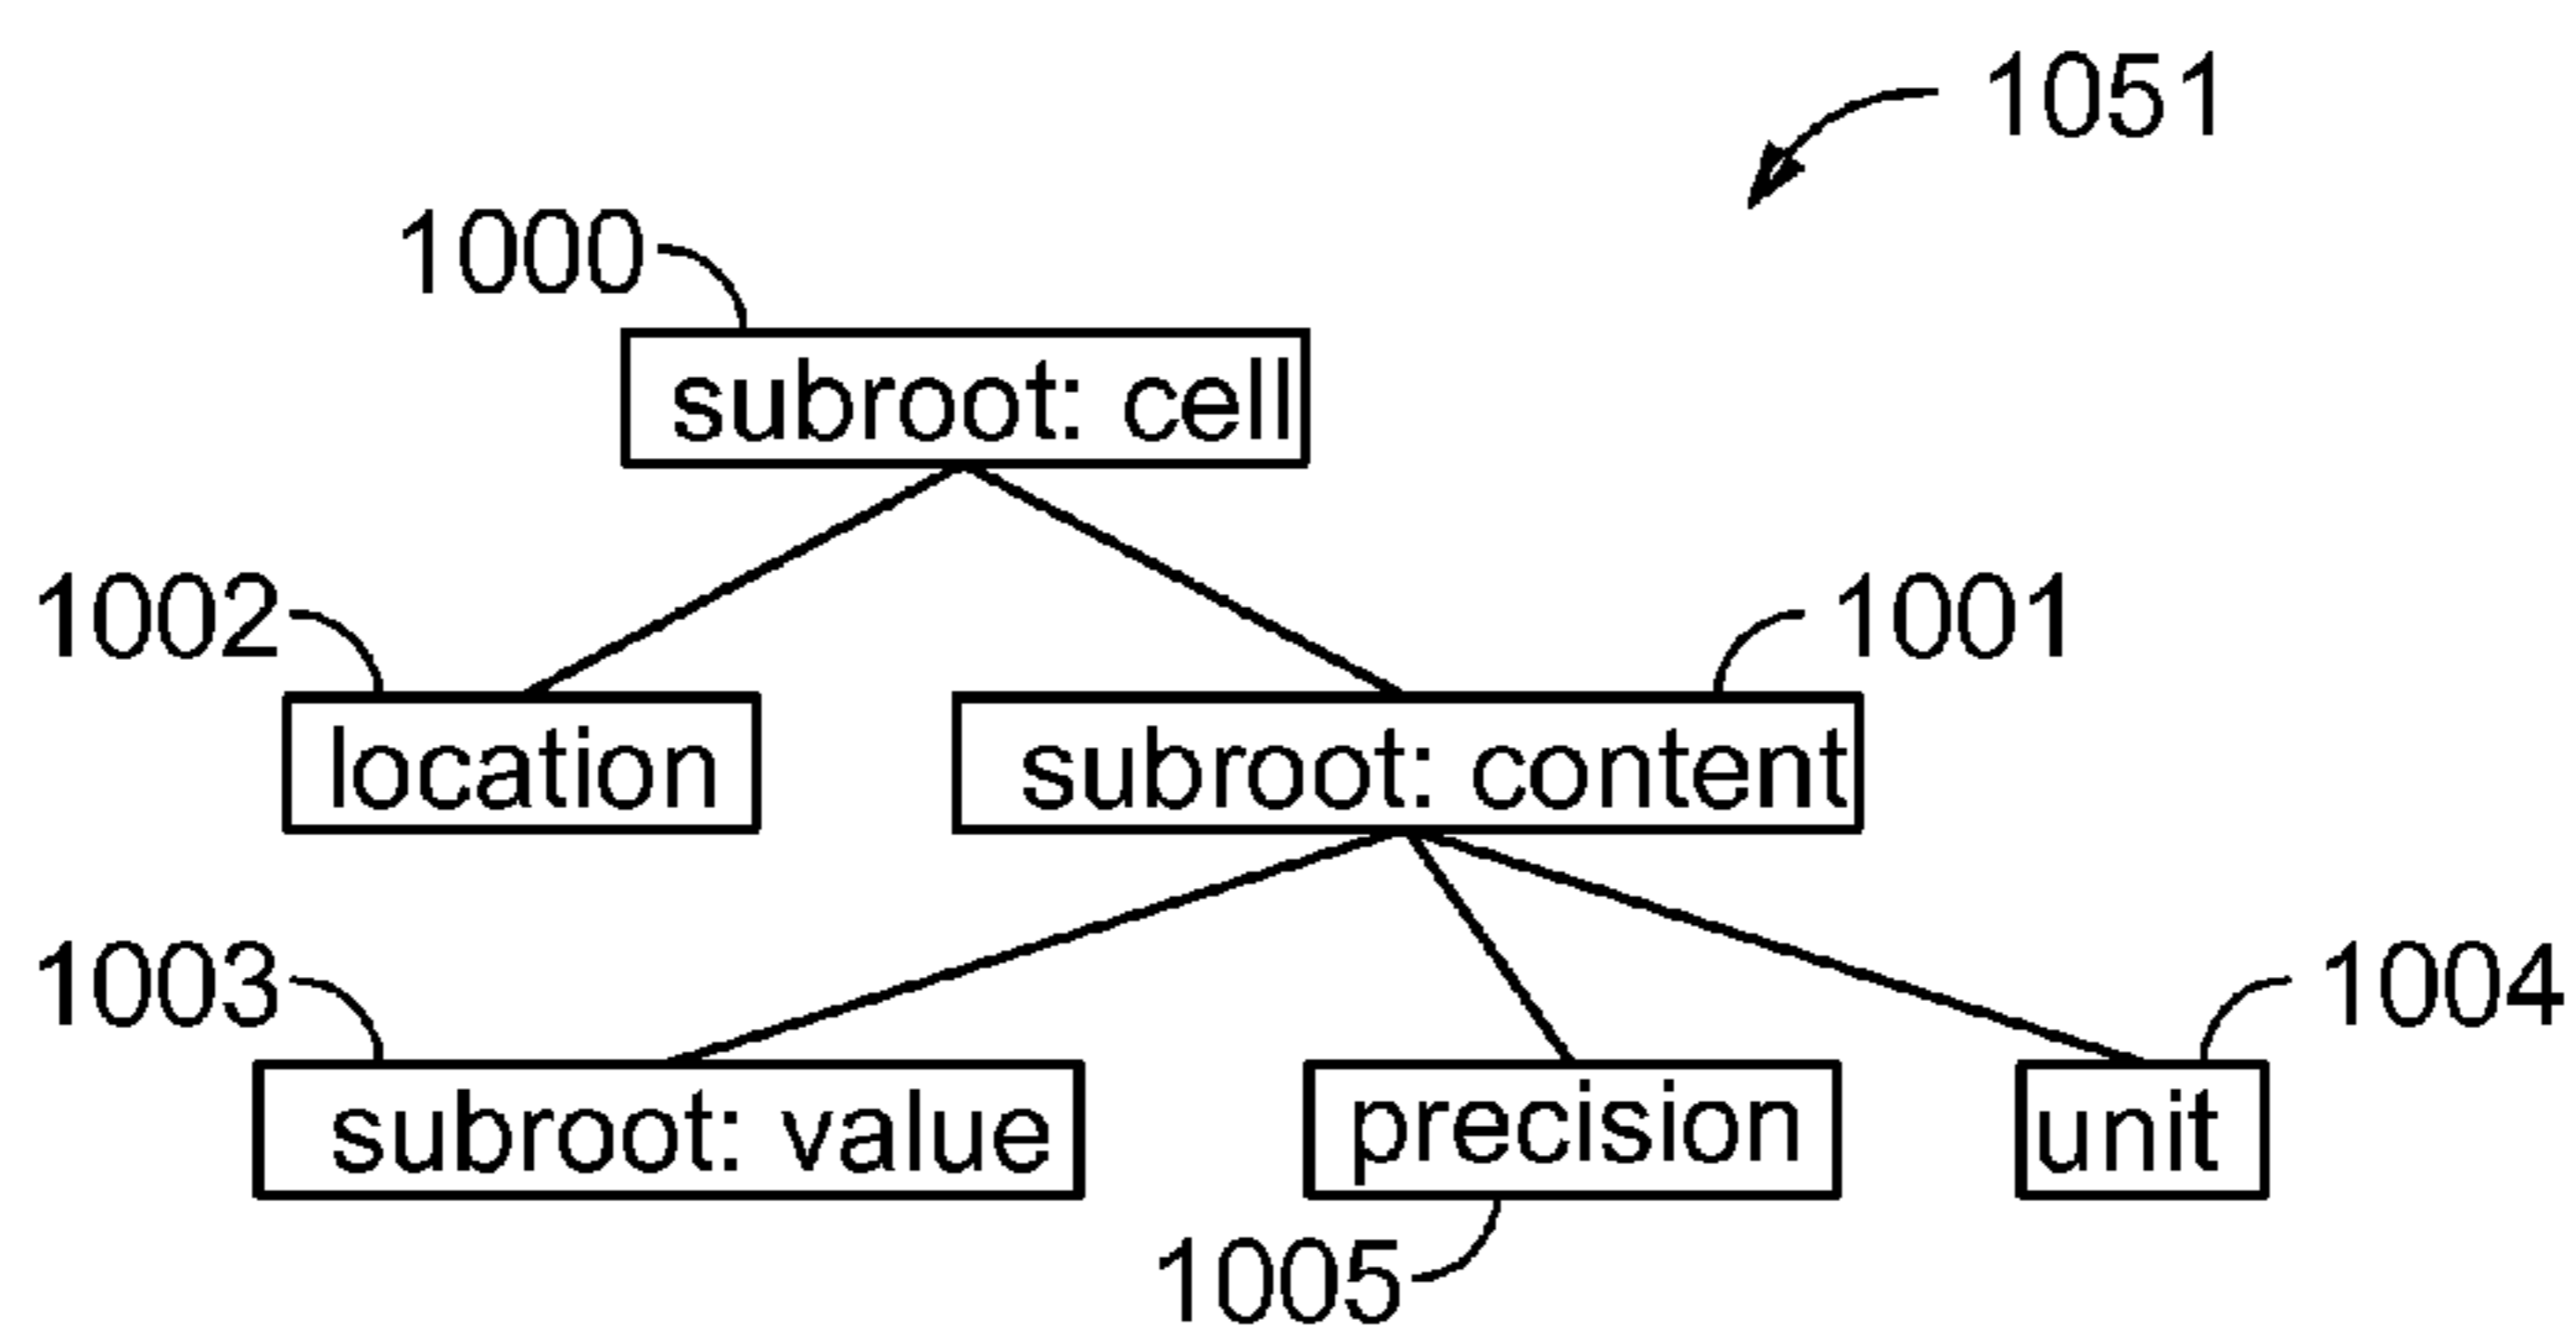 1051
1000
subroot: cell
1002
1001
location
subroot: content
1003
1004
subroot: value
precision
unit
1005